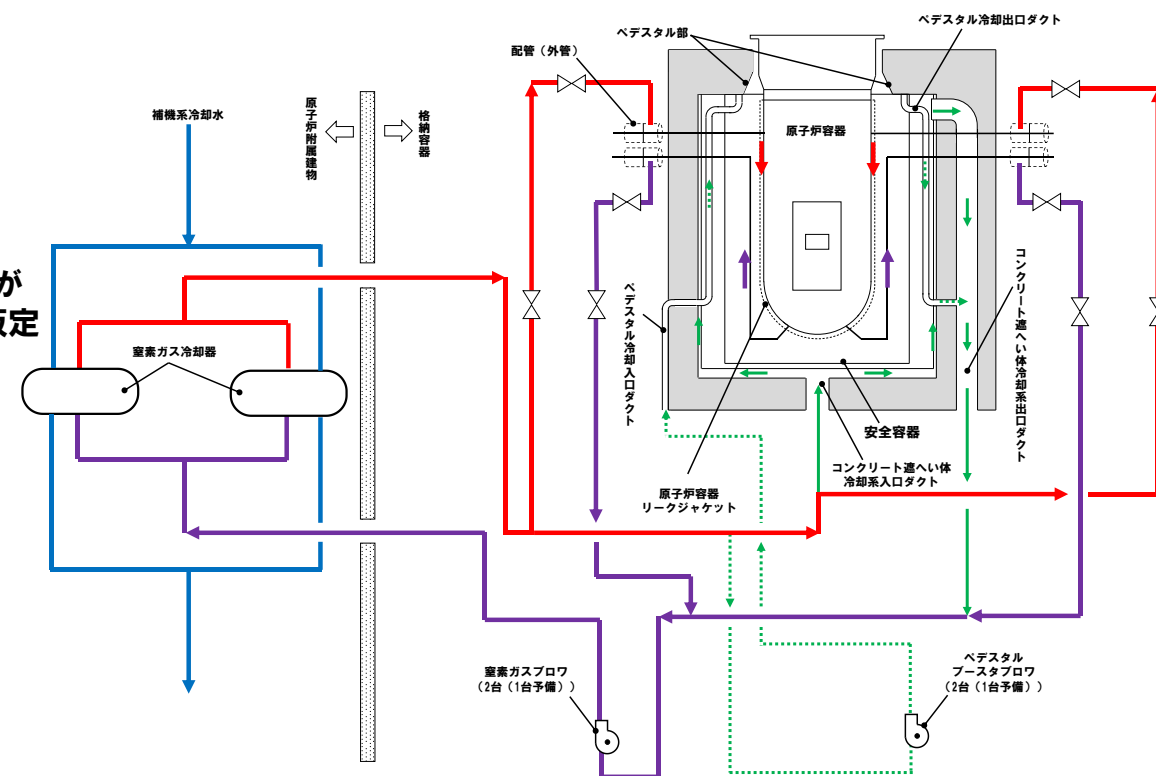 ペデスタル冷却出口ダクト
ペデスタル部
配管(外管)
補機系冷却水
原子炉附属建物
格納容器
原子炉容器
が
仮定
窒素ガス冷却器
ペデスタル冷却入口ダクト
コンクリート遮へい体冷却系出口ダクト
安全容器
コンクリート遮へい体
冷却系入口ダクト
原子炉容器
リークジャケット
窒素ガスブロワ
(2台(1台予備))
ペデスタル
ブースタブロワ
(2台(1台予備))